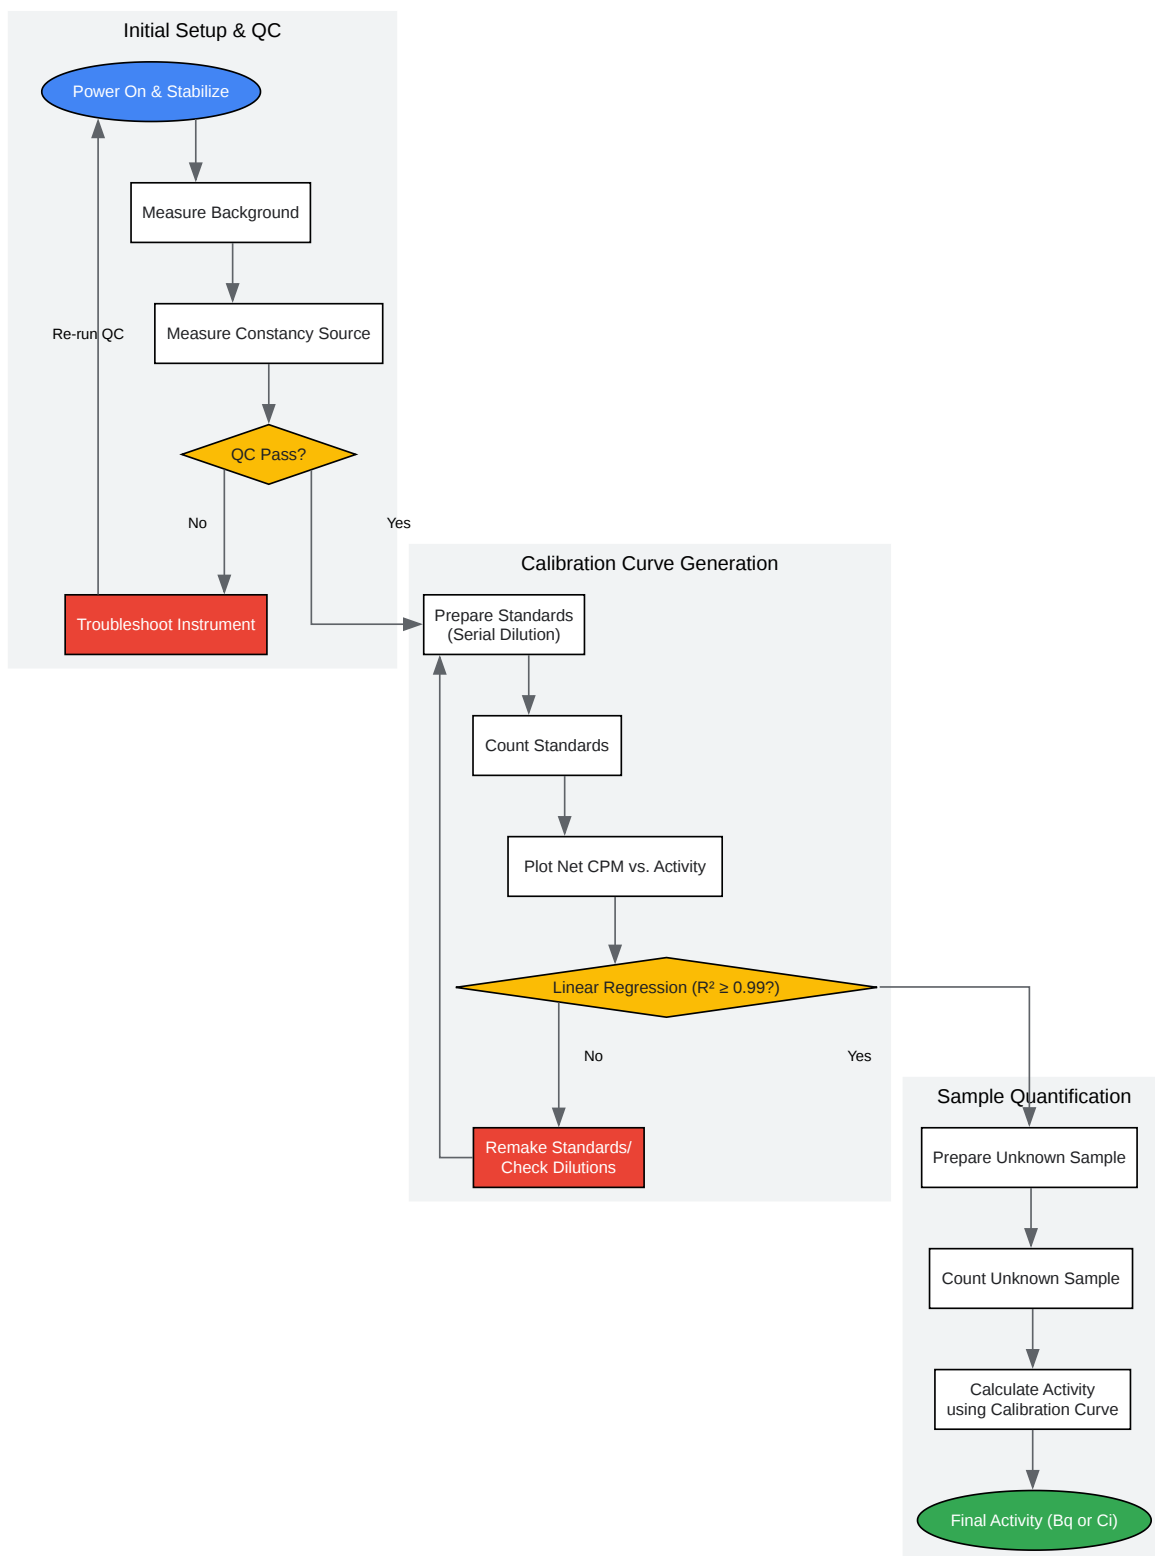 Initial Setup & QC
Power On & Stabilize
Measure Background
Re-run QC
Measure Constancy Source
QC Pass?
No
Yes
Troubleshoot Instrument
Calibration Curve Generation
Prepare Standards
(Serial Dilution)
Count Standards
Plot Net CPM vs. Activity
Linear Regression (R² ≥ 0.99?)
No
Yes
Remake Standards/
Check Dilutions
Sample Quantification
Prepare Unknown Sample
Count Unknown Sample
Calculate Activity
using Calibration Curve
Final Activity (Bq or Ci)